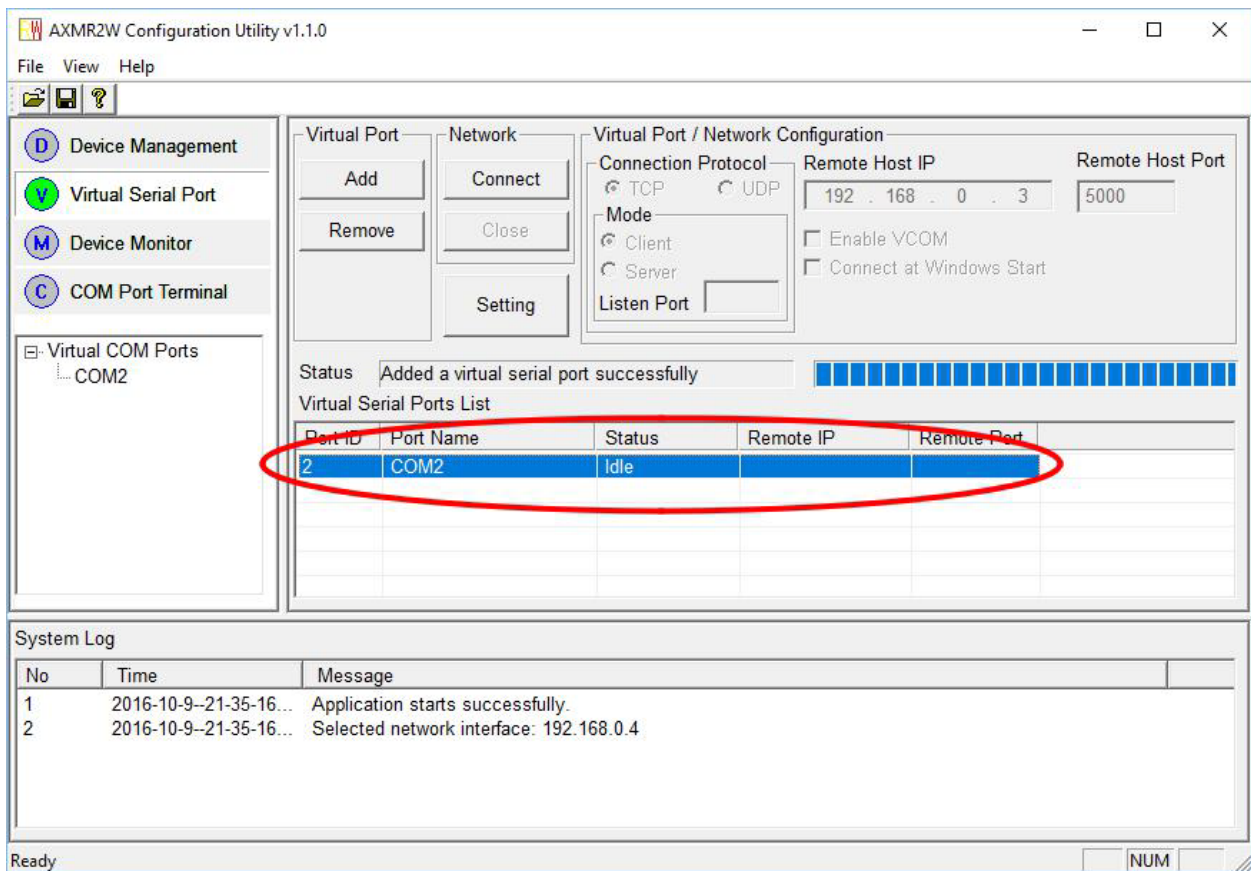 AXMR2W Configuration Utility v1.1.0
File View Help
D Device Management
V Virtual Serial Port
M Device Monitor
C COM Port Terminal
Virtual COM Ports
COM2
Virtual Port
Add
Remove
Network
Connect
Close
Setting
Virtual Port / Network Configuration
Connection Protocol
TCP UDP
Mode
Client
Server
Listen Port
Remote Host IP
192 . 168 . 0 . 3
Enable VCOM
Connect at Windows Start
Remote Host Port
5000
Status Added a virtual serial port successfully
Virtual Serial Ports List
Port ID Port Name Status Remote IP Remote Port
2 COM2 Idle
System Log
No Time Message
1 2016-10-9--21-35-16... Application starts successfully.
2 2016-10-9--21-35-16... Selected network interface: 192.168.0.4
Ready NUM